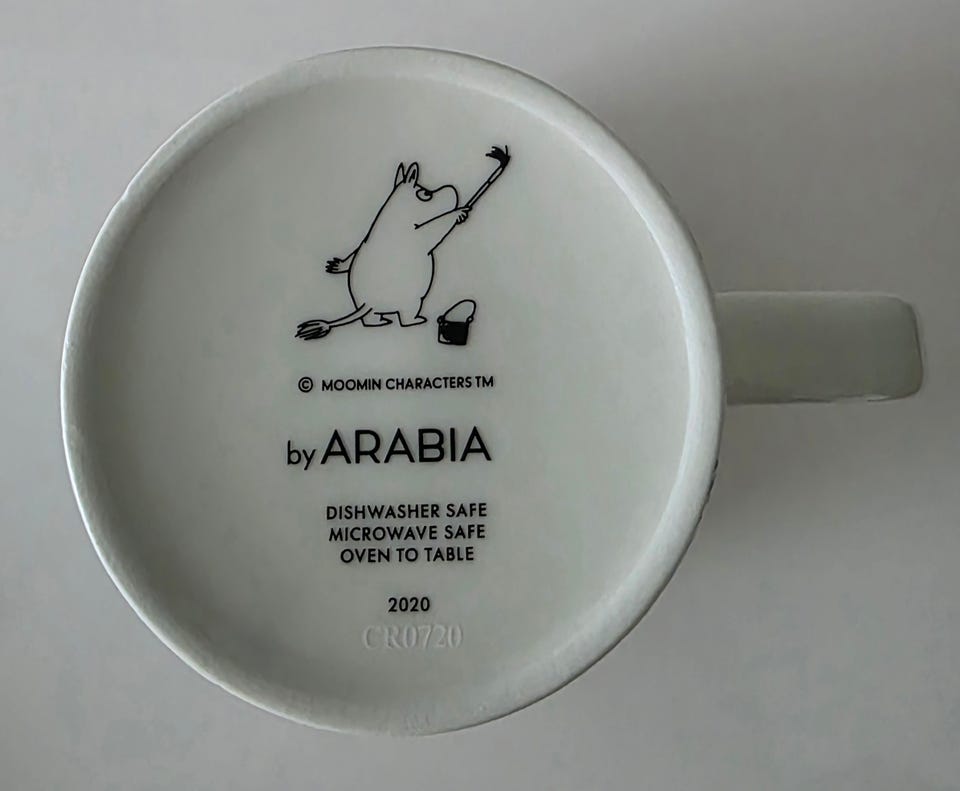 © MOOMIN CHARACTERS TM
by ARABIA
DISHWASHER SAFE
MICROWAVE SAFE
OVEN TO TABLE
2020
CR0720